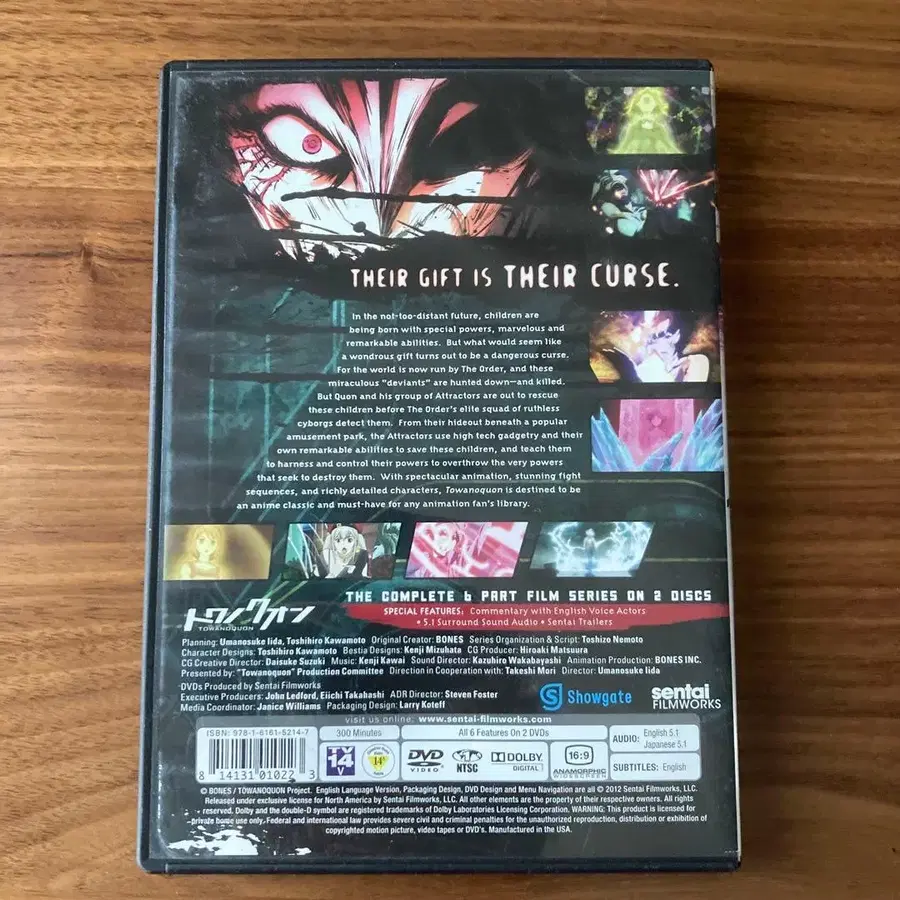 THEIR GIFT IS THEIR CURSE.
In the not-too-distant future, children are
being born with special powers, marvelous and
remarkable abilities. But what would seem like
a wondrous gift turns out to be a dangerous curse.
For the world is now run by The Order, and these
miraculous "deviants" are hunted down—and killed.
But Quon and his group of Attractors are out to rescue
these children before The Order's elite squad of ruthless
cyborgs detect them. From their hideout beneath a popular
amusement park, the Attractors use high tech gadgetry and their
own remarkable abilities to save these children, and teach them
to harness and control their powers to overthrow the very powers
that seek to destroy them. With spectacular animation, stunning fight
sequences, and richly detailed characters, Towanoquon is destined to be
an anime classic and must-have for any animation fan's library.
THE COMPLETE 6 PART FILM SERIES ON 2 DISCS
トワノクオン
TOWANOQUON
SPECIAL FEATURES: Commentary with English Voice Actors
• 5.1 Surround Sound Audio • Sentai Trailers
Planning: Umanosuke Iida, Toshihiro Kawamoto Original Creator: BONES Series Organization & Script: Toshizo Nemoto
Character Designs: Toshihiro Kawamoto Bestia Designs: Kenji Mizuhata CG Producer: Hiroaki Matsuura
CG Creative Director: Daisuke Suzuki Music: Kenji Kawai Sound Director: Kazuhiro Wakabayashi Animation Production: BONES INC.
Presented by: "Towanoquon" Production Committee Direction in Cooperation with: Takeshi Mori Director: Umanosuke Iida
DVDs Produced by Sentai Filmworks
Executive Producers: John Ledford, Eiichi Takahashi ADR Director: Steven Foster
Media Coordinator: Janice Williams Packaging Design: Larry Koteff
Showgate
sentai
FILMWORKS
visit us online: www.sentai-filmworks.com
ISBN: 978-1-6161-5214-7
8 14131 01022 3
300 Minutes
All 6 Features On 2 DVDs
TV
14
V
14
DVD
VIDEO
NTSC
DOLBY
DIGITAL
16:9
ANAMORPHIC
WIDESCREEN
AUDIO: English 5.1
Japanese 5.1
SUBTITLES: English
© BONES / TOWANOQUON Project. English Language Version, Packaging Design, DVD Design and Menu Navigation are all © 2012 Sentai Filmworks, LLC.
Released under exclusive license for North America by Sentai Filmworks, LLC. All other elements are the property of their respective owners. All rights
reserved. Dolby and the double-D symbol are registered trademarks of Dolby Laboratories Licensing Corporation. WARNING: This product is licensed for
private home use only. Federal and international law provides severe civil and criminal penalties for the unauthorized reproduction, distribution or exhibition of
copyrighted motion picture, video tapes or DVD's. Manufactured in the USA.